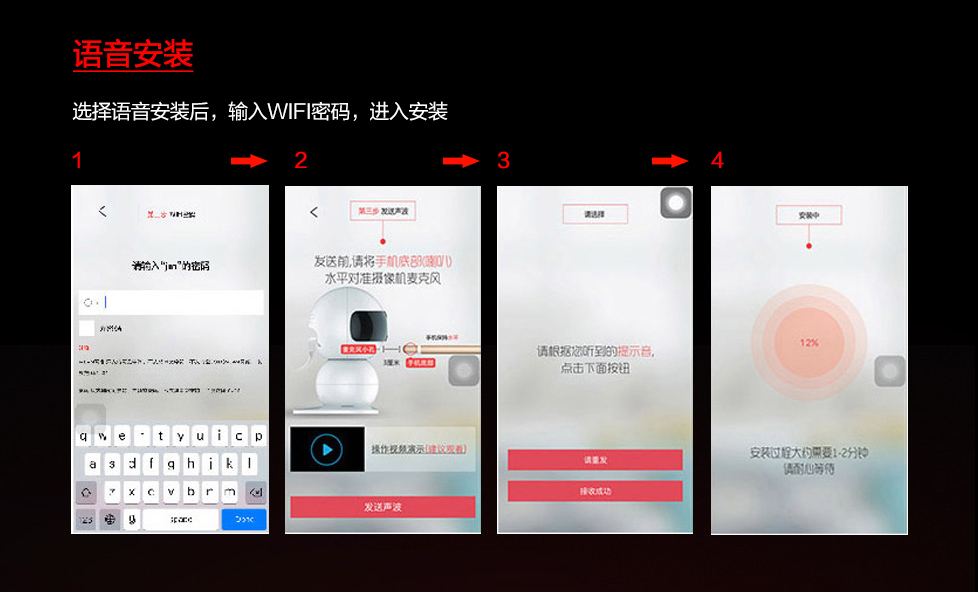 语音安装
选择语音安装后，输入WIFI密码，进入安装
1
2
3
4
第二步 WIFI密码
请输入“jun”的密码
q w e r t y u i o p
a s d f g h j k l
z x c v b n m
123
space
Done
第三步 发送声波
发送前,请将手机底部(喇叭)
水平对准摄像机麦克风
手机保持水平
麦克风小孔
3厘米
手机底部
操作视频演示(建议观看)
发送声波
请选择
请根据您听到的提示音,
点击下面按钮
请重发
接收成功
安装中
12%
安装过程大约需要1-2分钟
请耐心等待